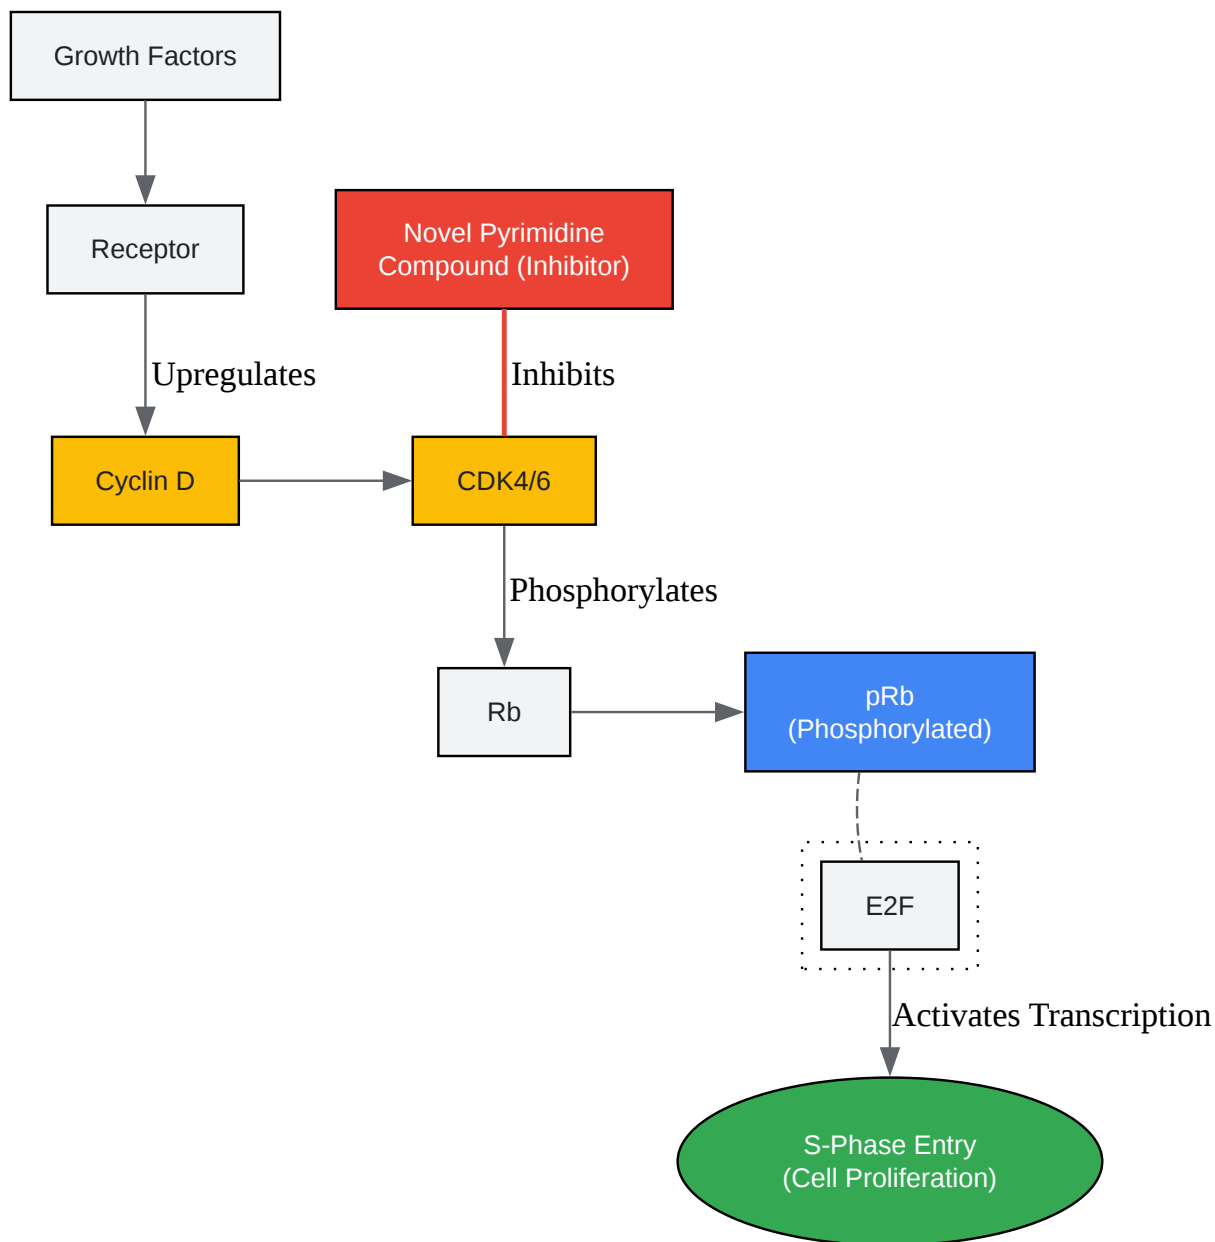 Growth Factors
Receptor
Novel Pyrimidine
Compound (Inhibitor)
Upregulates
Inhibits
Cyclin D
CDK4/6
Phosphorylates
Rb
pRb
(Phosphorylated)
E2F
Activates Transcription
S-Phase Entry
(Cell Proliferation)